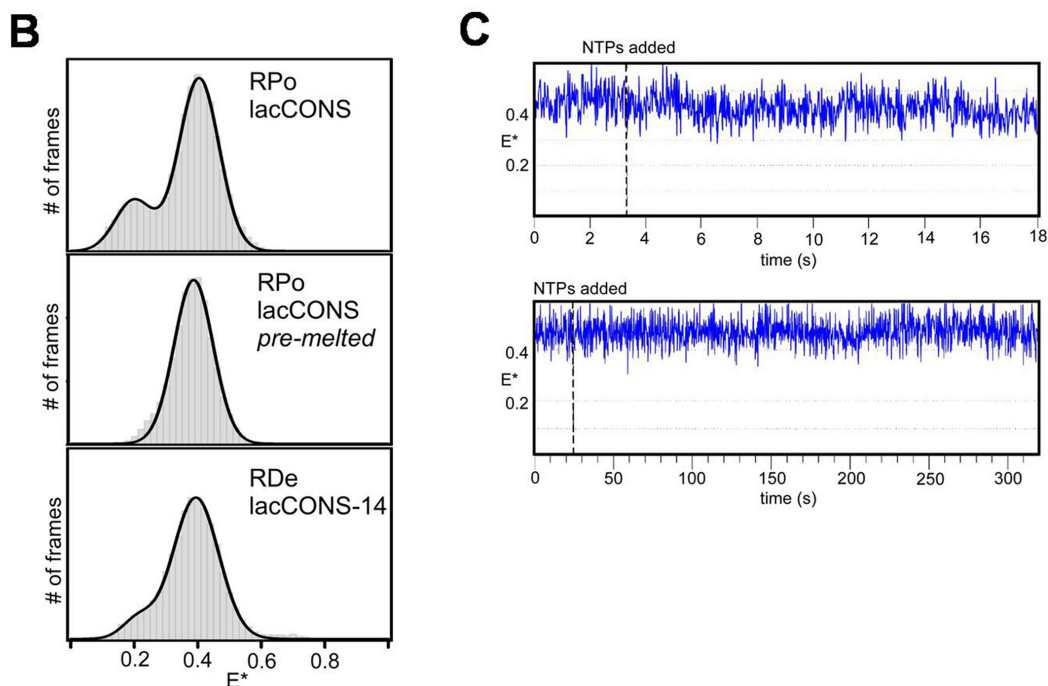 B
RPo
lacCONS
# of frames
RPo
lacCONS
pre-melted
# of frames
RDe
lacCONS-14
# of frames
0.2 0.4 0.6 0.8
E*
C
NTPs added
0.4
E*
0.2
0 2 4 6 8 10 12 14 16 18
time (s)
NTPs added
0.4
E*
0.2
0 50 100 150 200 250 300
time (s)